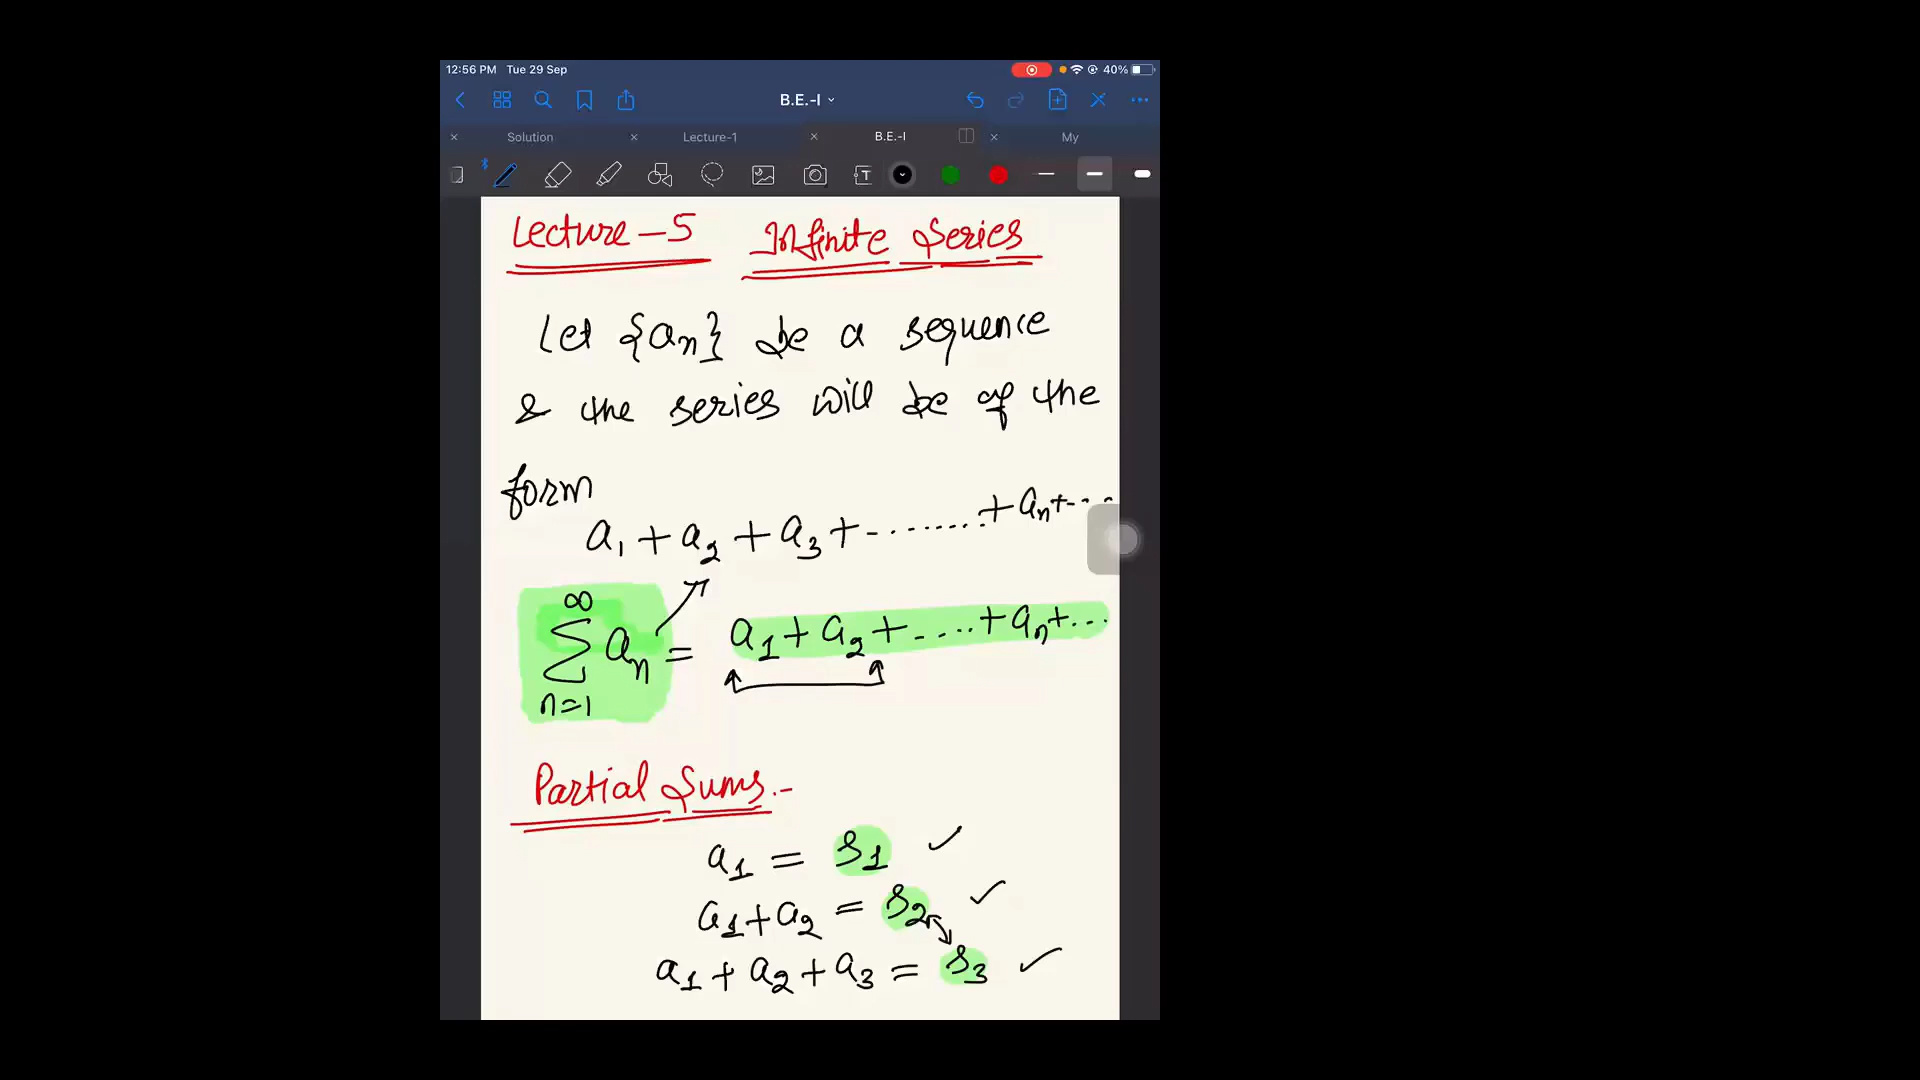 12:56 PM Tue 29 Sep 40%
B.E.-I
Solution Lecture-1 B.E.-I My
T
Lecture-5 Infinite Series
Let {aₙ} be a sequence
& the series will be of the
form
a₁ + a₂ + a₃ + - ........ + aₙ + - ...
∞
∑ aₙ = a₁ + a₂ + ..... + aₙ + ...
n=1
Partial Sums.-
a₁ = S₁ ✓
a₁ + a₂ = S₂ ✓
a₁ + a₂ + a₃ = S₃ ✓